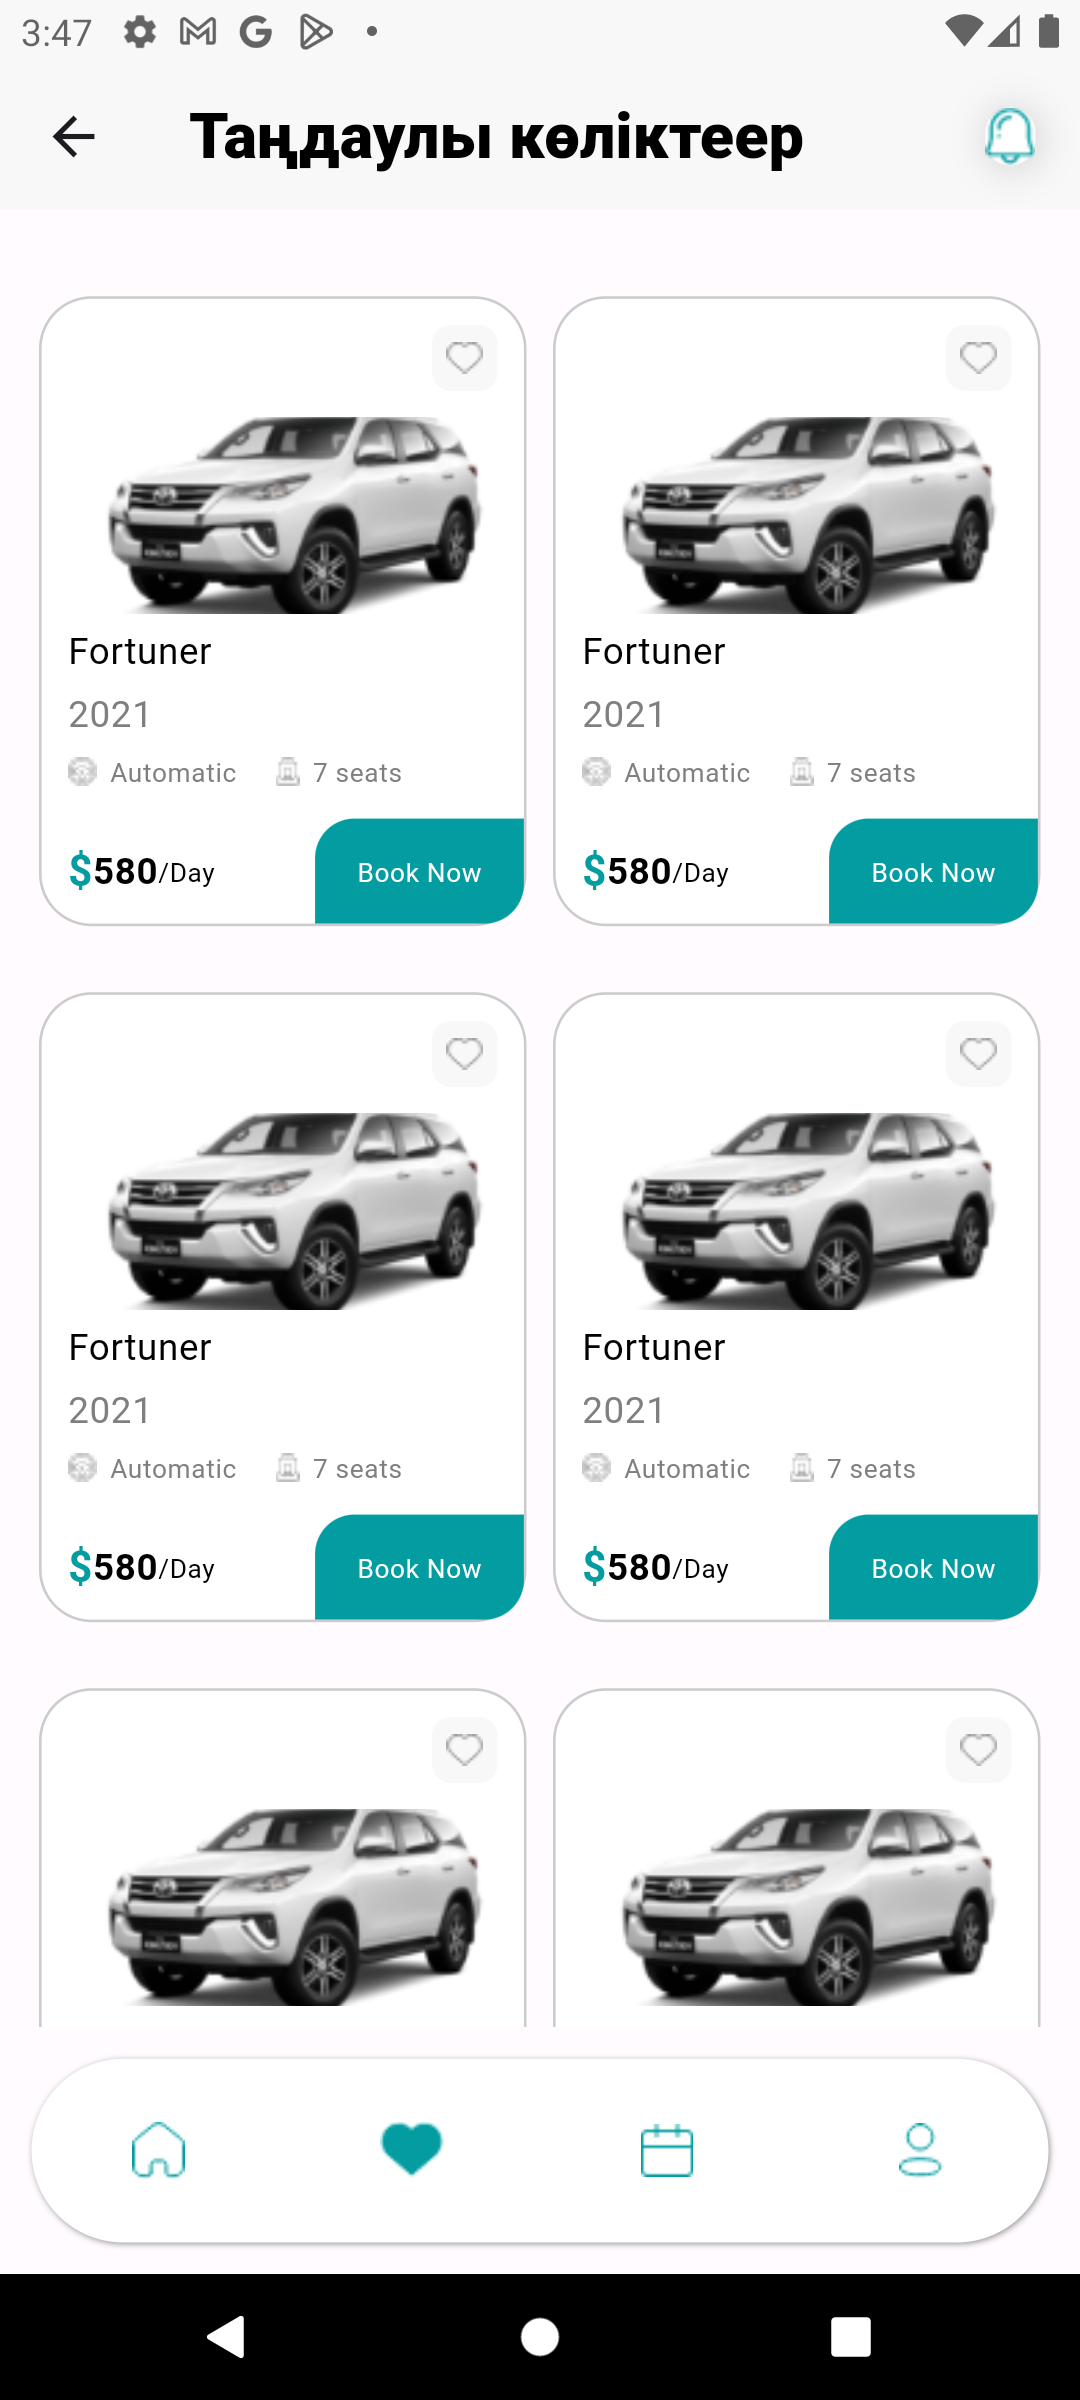 3:47
Таңдаулы көліктеер
Fortuner
2021
Automatic 7 seats
$580/Day Book Now
Fortuner
2021
Automatic 7 seats
$580/Day Book Now
Fortuner
2021
Automatic 7 seats
$580/Day Book Now
Fortuner
2021
Automatic 7 seats
$580/Day Book Now